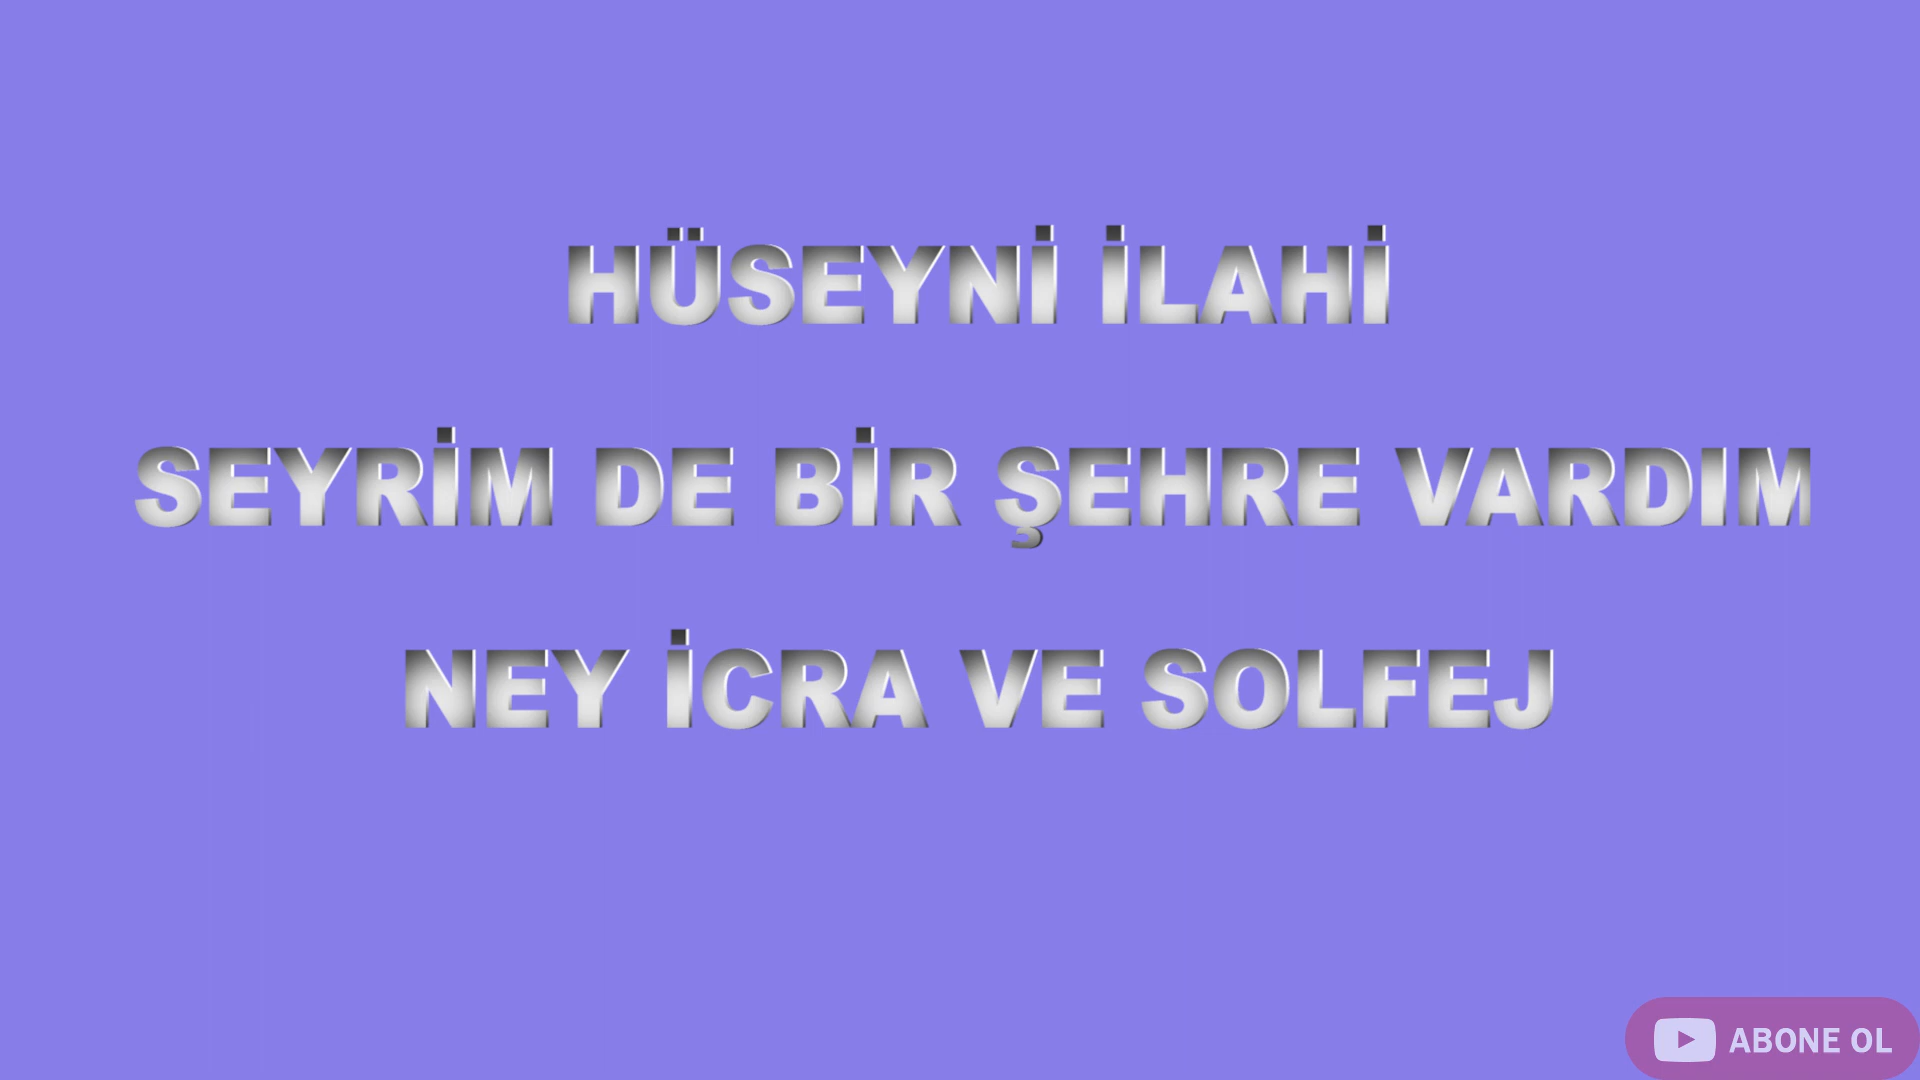 HÜSEYNİ İLAHİ
SEYRİM DE BİR ŞEHRE VARDIM
NEY İCRA VE SOLFEJ
ABONE OL